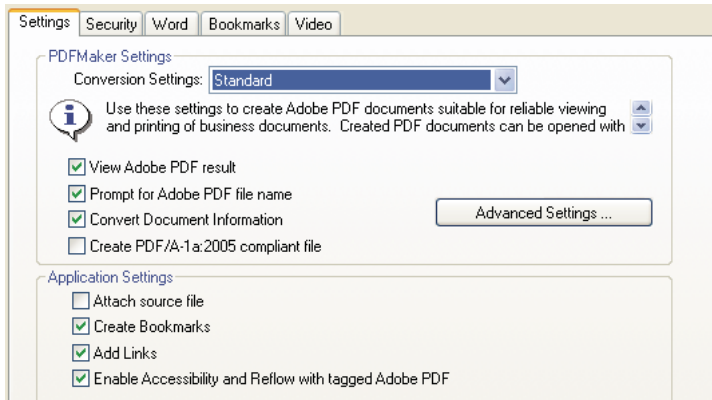 Settings Security Word Bookmarks Video
PDFMaker Settings
Conversion Settings: Standard
Use these settings to create Adobe PDF documents suitable for reliable viewing
and printing of business documents. Created PDF documents can be opened with
View Adobe PDF result
Prompt for Adobe PDF file name
Convert Document Information
Advanced Settings ...
Create PDF/A-1a:2005 compliant file
Application Settings
Attach source file
Create Bookmarks
Add Links
Enable Accessibility and Reflow with tagged Adobe PDF